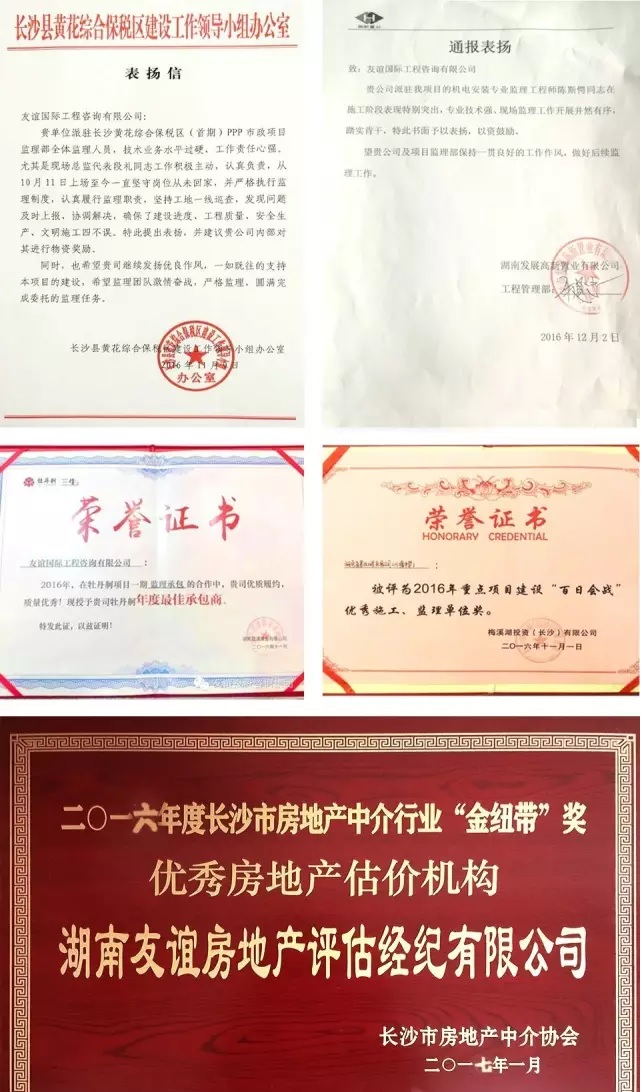 长沙县黄花综合保税区建设工作领导小组办公室
表扬信
友谊国际工程咨询有限公司:
贵单位派驻长沙黄花综合保税区(首期)PPP市政项目
监理部全体监理人员,技术业务水平过硬,工作责任心强。
尤其是现场总监代表段礼同志工作积极主动,认真负责,从
10月11日上场至今一直坚守岗位从未回家,并严格执行监
理制度,认真履行监理职责,坚持工地一线巡查,发现问题
及时上报,协调解决,确保了建设进度、工程质量、安全生
产、文明施工四不误。特此提出表扬,并建议贵公司内部对
其进行物资奖励。
同时,也希望贵司继续发扬优良作风,一如既往的支持
本项目的建设,希望监理团队激情奋战,严格监理,圆满完
成委托的监理任务。
长沙县黄花综合保税区建设工作领导小组办公室
2016年11月
办公室
通报表扬
致:友谊国际工程咨询有限公司
贵公司派驻我项目的机电安装专业监理工程师陈斯愕同志在
施工阶段表现特别突出,专业技术强、现场监理工作开展井然有序,
踏实肯干,特此书面予以表扬,以资鼓励。
望贵公司及项目监理部保持一贯良好的工作作风,做好后续监
理工作。
湖南发展高新置业有限公司
工程管理部:
2016年12月2日
牡丹舸
荣誉证书
友谊国际工程咨询有限公司:
2016年,在牡丹舸项目一期监理承包的合作中,贵司优质履约,
质量优秀!现授予贵司牡丹舸年度最佳承包商。
特发此证,以兹证明!
荣誉证书
HONORARY CREDENTIAL
被评为2016年重点项目建设“百日会战”
优秀施工、监理单位奖。
梅溪湖投资(长沙)有限公司
二〇一六年十一月一日
二〇一六年度长沙市房地产中介行业“金纽带”奖
优秀房地产估价机构
湖南友谊房地产评估经纪有限公司
长沙市房地产中介协会
二〇一七年一月